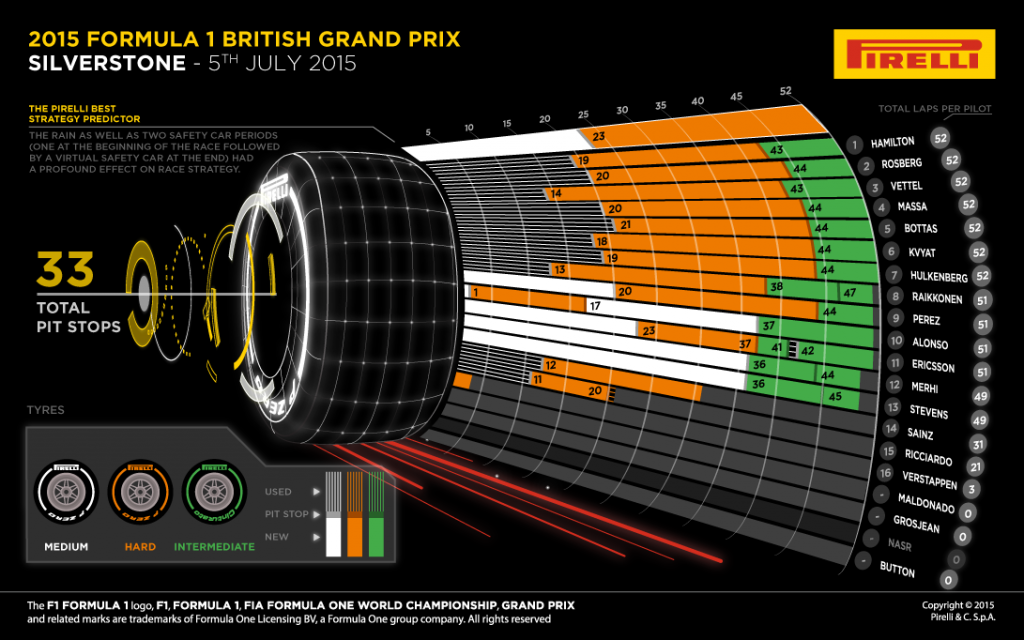 2015 FORMULA 1 BRITISH GRAND PRIX
SILVERSTONE - 5TH JULY 2015
PIRELLI
THE PIRELLI BEST
STRATEGY PREDICTOR
THE RAIN AS WELL AS TWO SAFETY CAR PERIODS
(ONE AT THE BEGINNING OF THE RACE FOLLOWED
BY A VIRTUAL SAFETY CAR AT THE END) HAD
A PROFOUND EFFECT ON RACE STRATEGY.
33
TOTAL
PIT STOPS
PIRELLI
P ZERO
5 10 15 20 25 30 35 40 45 52
TOTAL LAPS PER PILOT
23
19 43
20 44
14 43
20 44
21 44
18 44
19 44
13
20 38 47
1 17 44
23 37
37 41 42
36 44
12 36 45
11 20
1 HAMILTON 52
2 ROSBERG 52
3 VETTEL 52
4 MASSA 52
5 BOTTAS 52
6 KVYAT 52
7 HULKENBERG 52
8 RAIKKONEN 51
9 PEREZ 51
10 ALONSO 51
11 ERICSSON 51
12 MERHI 49
13 STEVENS 49
14 SAINZ 31
15 RICCIARDO 21
16 VERSTAPPEN 3
- MALDONADO 0
- GROSJEAN 0
- NASR 0
- BUTTON 0
TYRES
PIRELLI P ZERO
PIRELLI P ZERO
PIRELLI Cinturato
MEDIUM HARD INTERMEDIATE
USED
PIT STOP
NEW
The F1 FORMULA 1 logo, F1, FORMULA 1, FIA FORMULA ONE WORLD CHAMPIONSHIP, GRAND PRIX
and related marks are trademarks of Formula One Licensing BV, a Formula One group company. All rights reserved
Copyright © 2015
Pirelli & C. S.p.A.